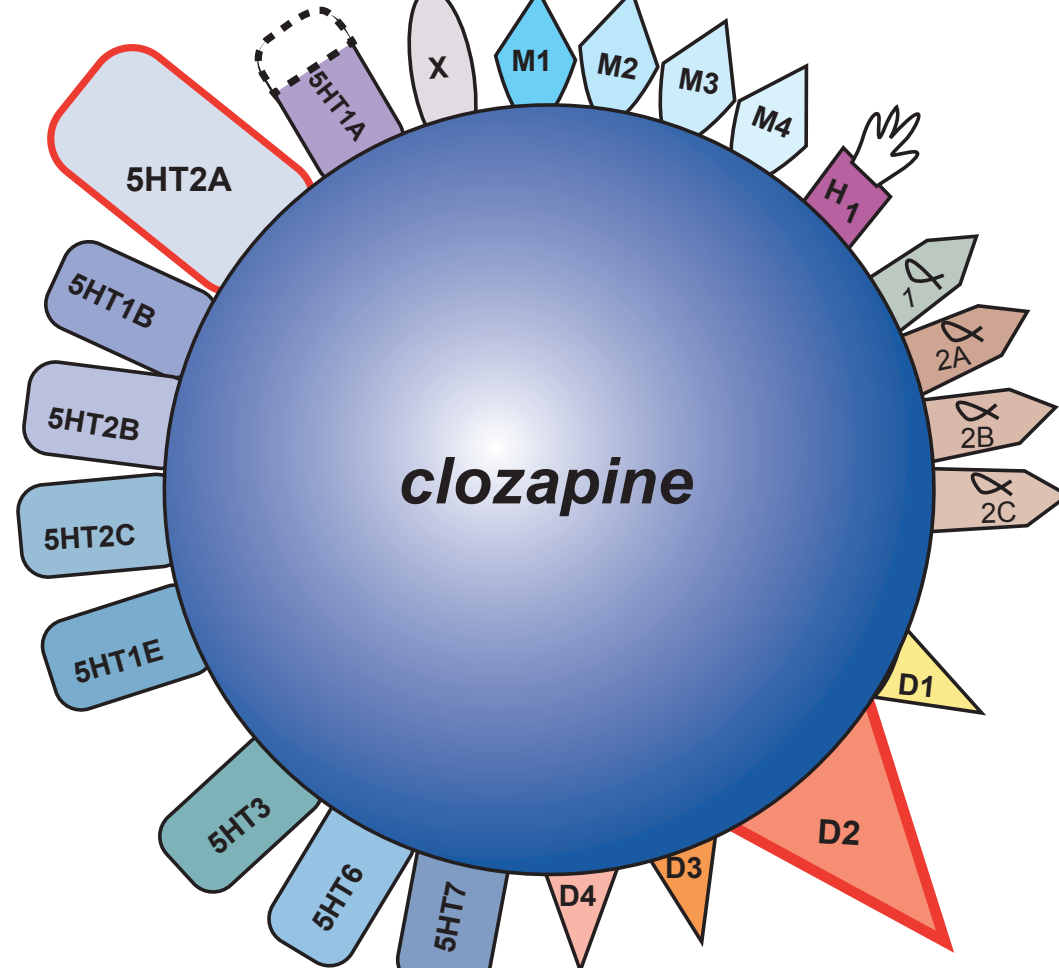 5HT1A
X
M1
M2
M3
M4
H1
α
1
α
2A
α
2B
α
2C
D1
D2
D3
D4
5HT7
5HT6
5HT3
5HT1E
5HT2C
5HT2B
5HT1B
5HT2A
clozapine